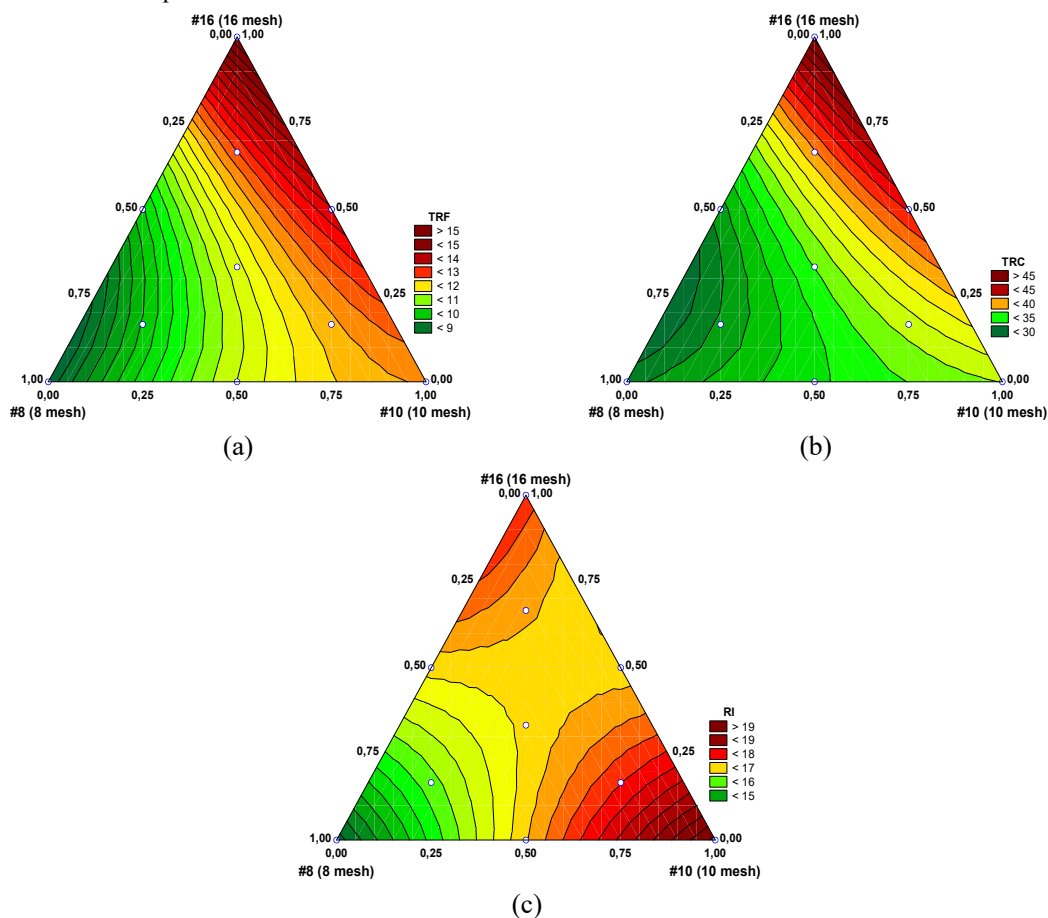 #16 (16 mesh)
0,00 1,00
0,25 0,75
0,50 0,50
0,75 0,25
1,00 0,00
0,00 0,25 0,50 0,75 1,00
#8 (8 mesh) #10 (10 mesh)
TRF
> 15
< 15
< 14
< 13
< 12
< 11
< 10
< 9
(a)
#16 (16 mesh)
0,00 1,00
0,25 0,75
0,50 0,50
0,75 0,25
1,00 0,00
0,00 0,25 0,50 0,75 1,00
#8 (8 mesh) #10 (10 mesh)
TRC
> 45
< 45
< 40
< 35
< 30
(b)
#16 (16 mesh)
0,00 1,00
0,25 0,75
0,50 0,50
0,75 0,25
1,00 0,00
0,00 0,25 0,50 0,75 1,00
#8 (8 mesh) #10 (10 mesh)
RI
> 19
< 19
< 18
< 17
< 16
< 15
(c)